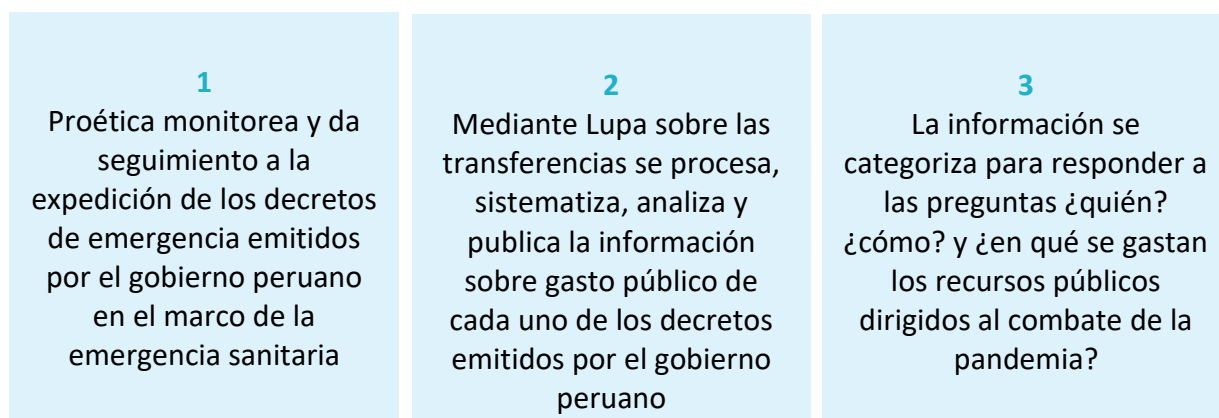 1
Proética monitorea y da
seguimiento a la
expedición de los decretos
de emergencia emitidos
por el gobierno peruano
en el marco de la
emergencia sanitaria
2
Mediante Lupa sobre las
transferencias se procesa,
sistematiza, analiza y
publica la información
sobre gasto público de
cada uno de los decretos
emitidos por el gobierno
peruano
3
La información se
categoriza para responder a
las preguntas ¿quién?
¿cómo? y ¿en qué se gastan
los recursos públicos
dirigidos al combate de la
pandemia?